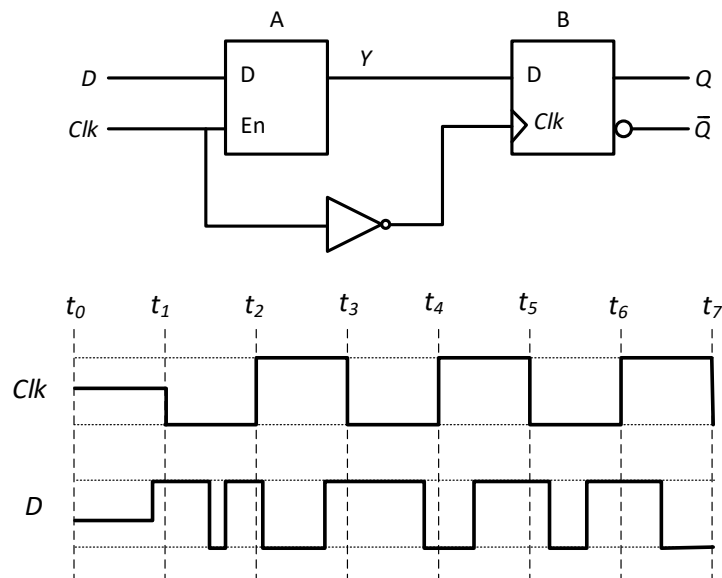 A B
D D Y D Q
Clk En Clk Q̅
t₀ t₁ t₂ t₃ t₄ t₅ t₆ t₇
Clk
D